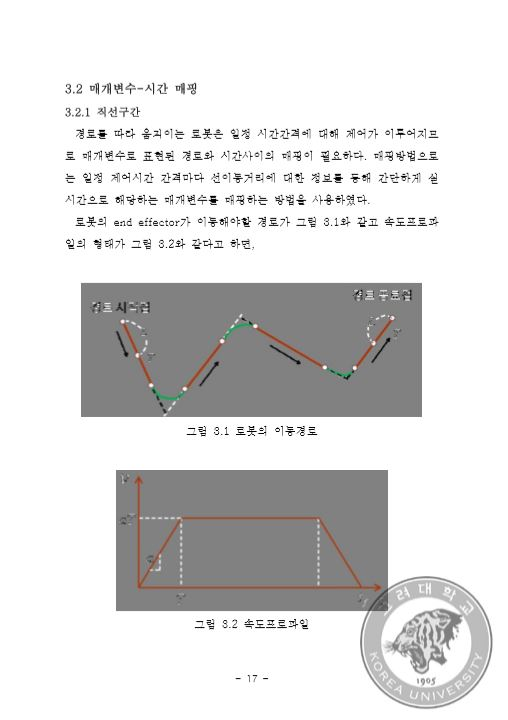 3.2 매개변수-시간 매핑
3.2.1 직선구간
경로를 따라 움직이는 로봇은 일정 시간간격에 대해 제어가 이루어지므
로 매개변수로 표현된 경로와 시간사이의 매핑이 필요하다. 매핑방법으로
는 일정 제어시간 간격마다 선이동거리에 대한 정보를 통해 간단하게 실
시간으로 해당하는 매개변수를 매핑하는 방법을 사용하였다.
로봇의 end effector가 이동해야할 경로가 그림 3.1와 같고 속도프로파
일의 형태가 그림 3.2와 같다고 하면,
경로 시작점
경로 종료점
그림 3.1 로봇의 이동경로
그림 3.2 속도프로파일
고려대학교
KOREA UNIVERSITY
1905
- 17 -